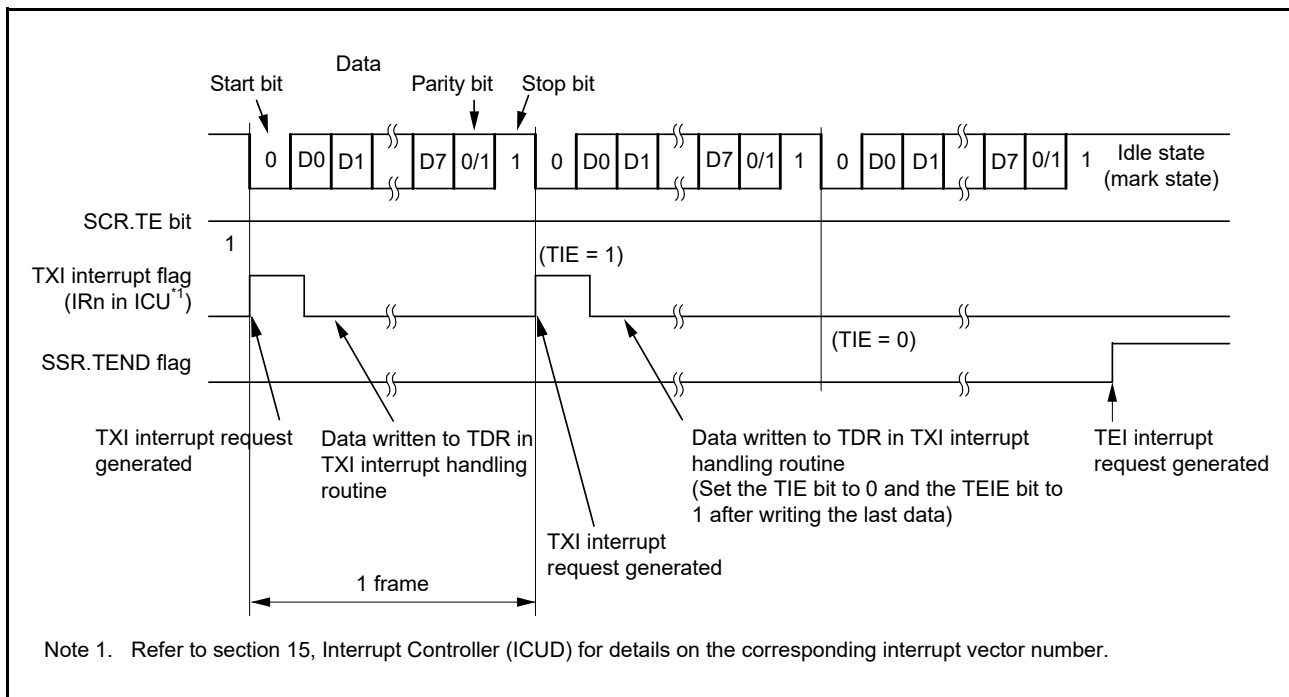 Data
Start bit
Parity bit
Stop bit
0 D0 D1 D7 0/1 1 0 D0 D1 D7 0/1 1 0 D0 D1 D7 0/1 1
Idle state
(mark state)
SCR.TE bit
1
(TIE = 1)
TXI interrupt flag
(IRn in ICU*1)
(TIE = 0)
SSR.TEND flag
TXI interrupt request
generated
Data written to TDR in
TXI interrupt handling
routine
Data written to TDR in TXI interrupt
handling routine
(Set the TIE bit to 0 and the TEIE bit to
1 after writing the last data)
TEI interrupt
request generated
TXI interrupt
request generated
1 frame
Note 1. Refer to section 15, Interrupt Controller (ICUD) for details on the corresponding interrupt vector number.